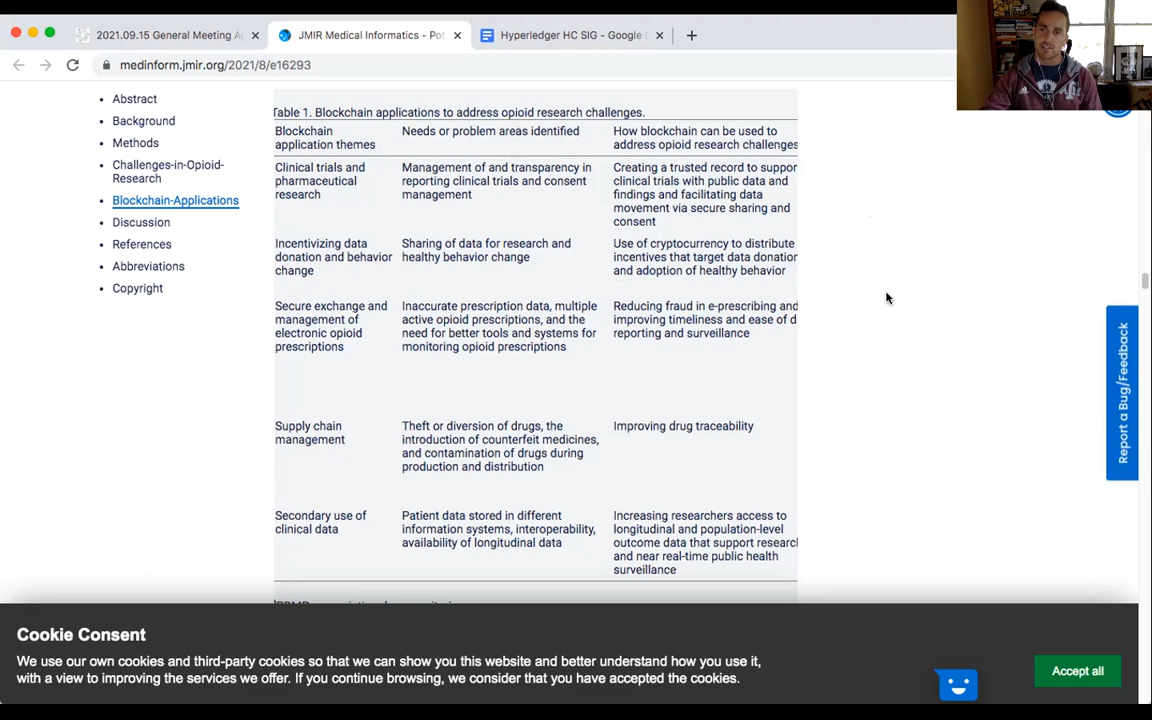 2021.09.15 General Meeting Ag
JMIR Medical Informatics - Pot
Hyperledger HC SIG - Google
medinform.jmir.org/2021/8/e16293
Abstract
Background
Methods
Challenges-in-Opioid-
Research
Blockchain-Applications
Discussion
References
Abbreviations
Copyright
Table 1. Blockchain applications to address opioid research challenges.
Blockchain
application themes
Needs or problem areas identified
How blockchain can be used to
address opioid research challenges
Clinical trials and
pharmaceutical
research
Management of and transparency in
reporting clinical trials and consent
management
Creating a trusted record to suppor
clinical trials with public data and
findings and facilitating data
movement via secure sharing and
consent
Incentivizing data
donation and behavior
change
Sharing of data for research and
healthy behavior change
Use of cryptocurrency to distribute
incentives that target data donation
and adoption of healthy behavior
Secure exchange and
management of
electronic opioid
prescriptions
Inaccurate prescription data, multiple
active opioid prescriptions, and the
need for better tools and systems for
monitoring opioid prescriptions
Reducing fraud in e-prescribing and
improving timeliness and ease of d
reporting and surveillance
Supply chain
management
Theft or diversion of drugs, the
introduction of counterfeit medicines,
and contamination of drugs during
production and distribution
Improving drug traceability
Secondary use of
clinical data
Patient data stored in different
information systems, interoperability,
availability of longitudinal data
Increasing researchers access to
longitudinal and population-level
outcome data that support research
and near real-time public health
surveillance
Report a Bug/Feedback
Cookie Consent
We use our own cookies and third-party cookies so that we can show you this website and better understand how you use it,
with a view to improving the services we offer. If you continue browsing, we consider that you have accepted the cookies.
Accept all